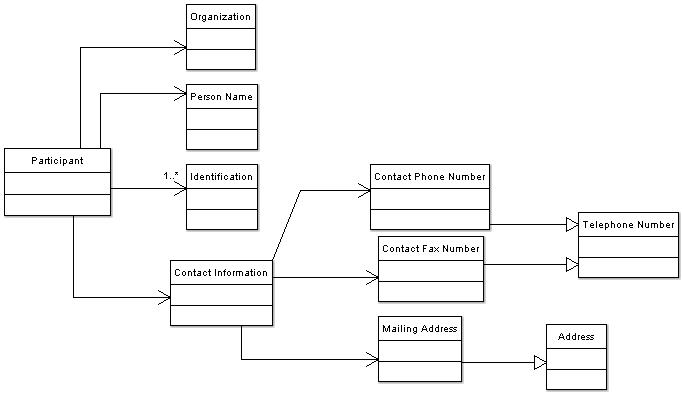 Organization
Person Name
Participant
1..*
Identification
Contact Phone Number
Telephone Number
Contact Fax Number
Contact Information
Mailing Address
Address